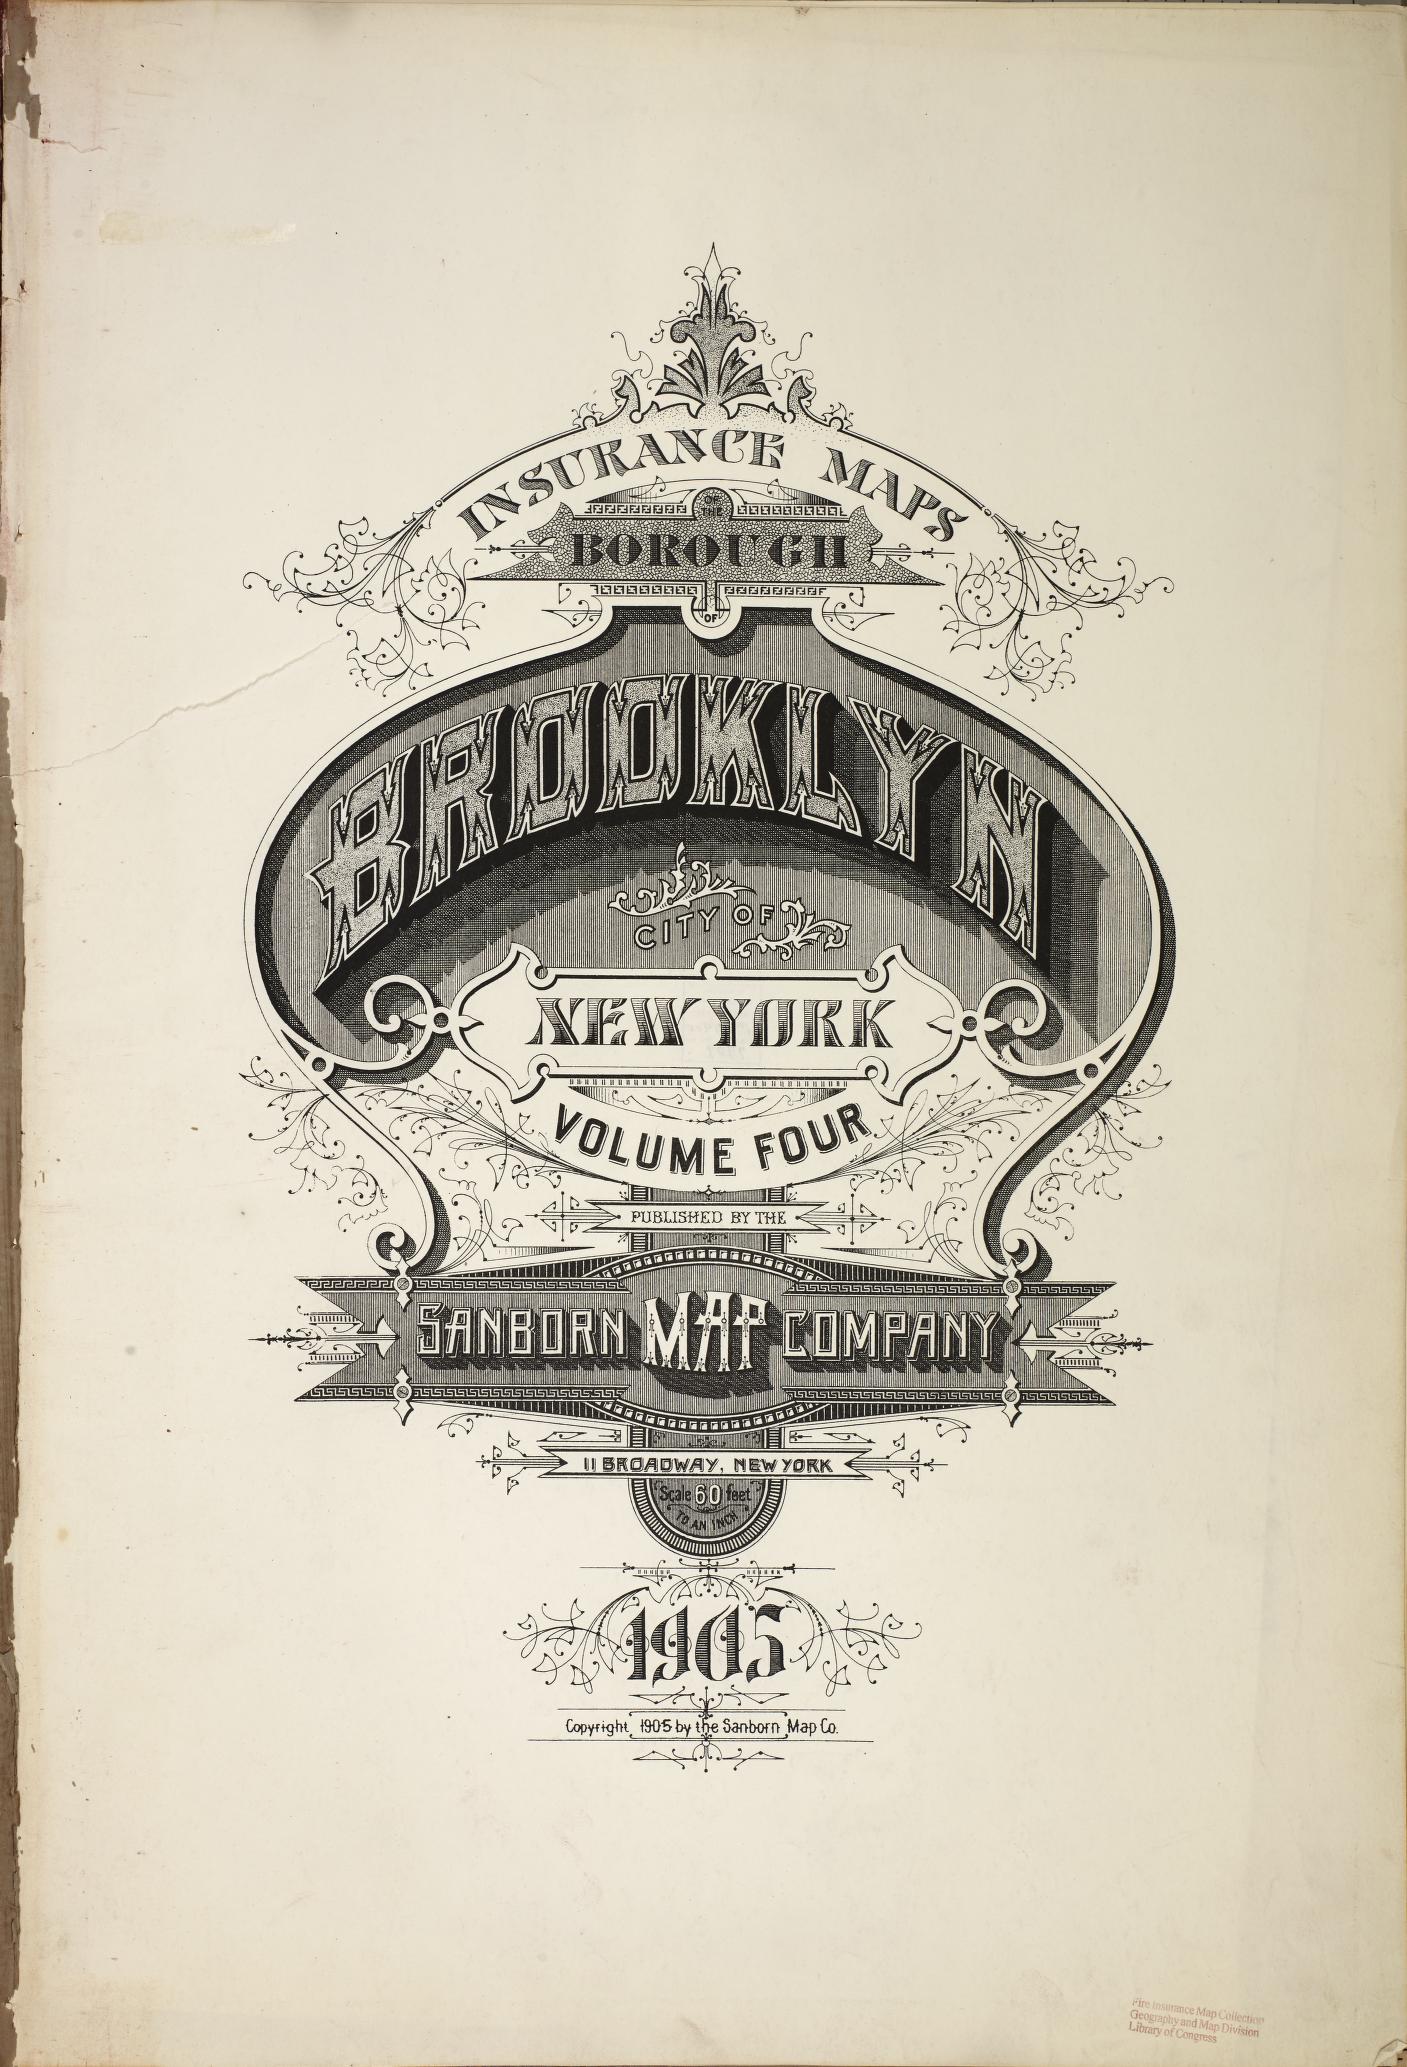 INSURANCE MAPS
OF
THE
BOROUGH
OF
BROOKLYN
CITY OF
NEW YORK
VOLUME FOUR
PUBLISHED BY THE
SANBORN MAP COMPANY
11 BROADWAY, NEW YORK
Scale 60 feet
TO AN INCH
1905
Copyright 1905 by the Sanborn Map Co.
Fire Insurance Map Collection
Geography and Map Division
Library of Congress